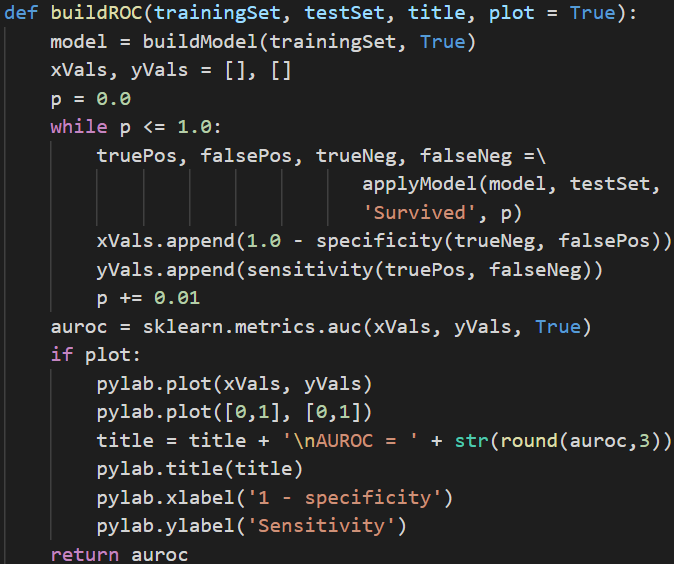 def buildROC(trainingSet, testSet, title, plot = True):
    model = buildModel(trainingSet, True)
    xVals, yVals = [], []
    p = 0.0
    while p <= 1.0:
        truePos, falsePos, trueNeg, falseNeg =\
                               applyModel(model, testSet,
                               'Survived', p)
        xVals.append(1.0 - specificity(trueNeg, falsePos))
        yVals.append(sensitivity(truePos, falseNeg))
        p += 0.01
    auroc = sklearn.metrics.auc(xVals, yVals, True)
    if plot:
        pylab.plot(xVals, yVals)
        pylab.plot([0,1], [0,1])
        title = title + '\nAUROC = ' + str(round(auroc,3))
        pylab.title(title)
        pylab.xlabel('1 - specificity')
        pylab.ylabel('Sensitivity')
    return auroc